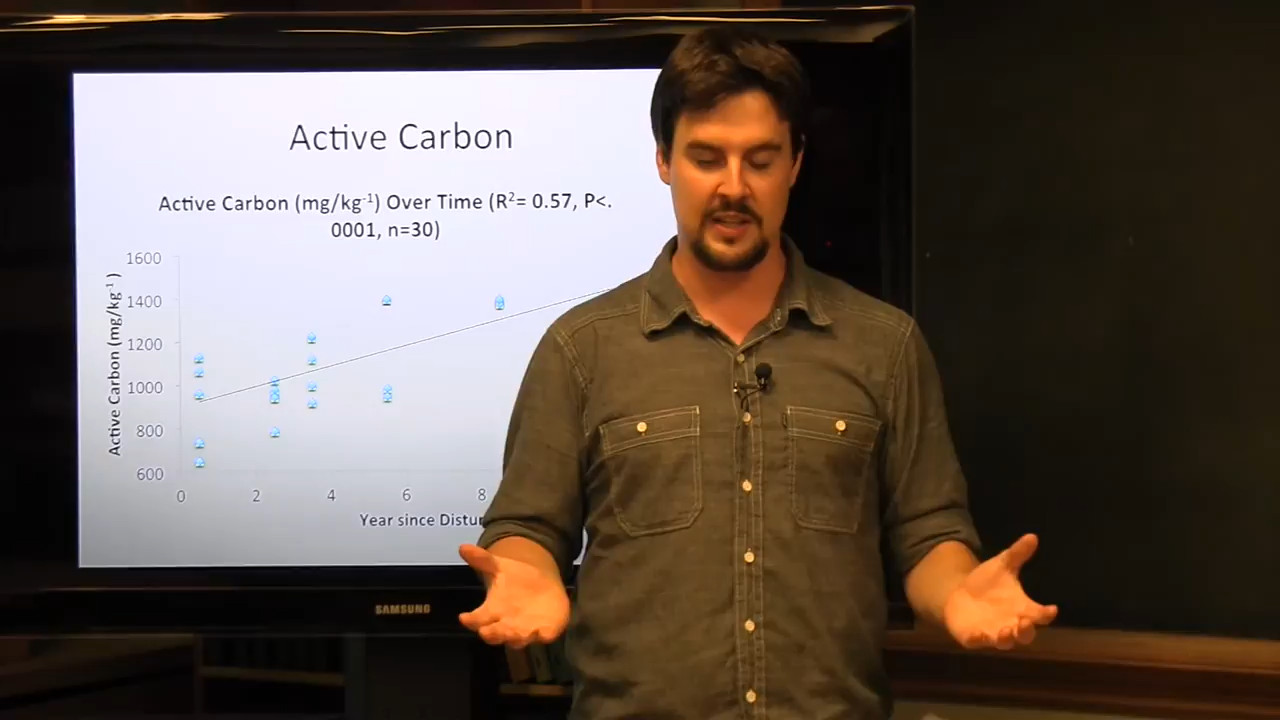 Active Carbon
Active Carbon (mg/kg⁻¹) Over Time (R²= 0.57, P<.
0001, n=30)
Active Carbon (mg/kg⁻¹)
1600
1400
1200
1000
800
600
0 2 4 6 8
Year since
SAMSUNG